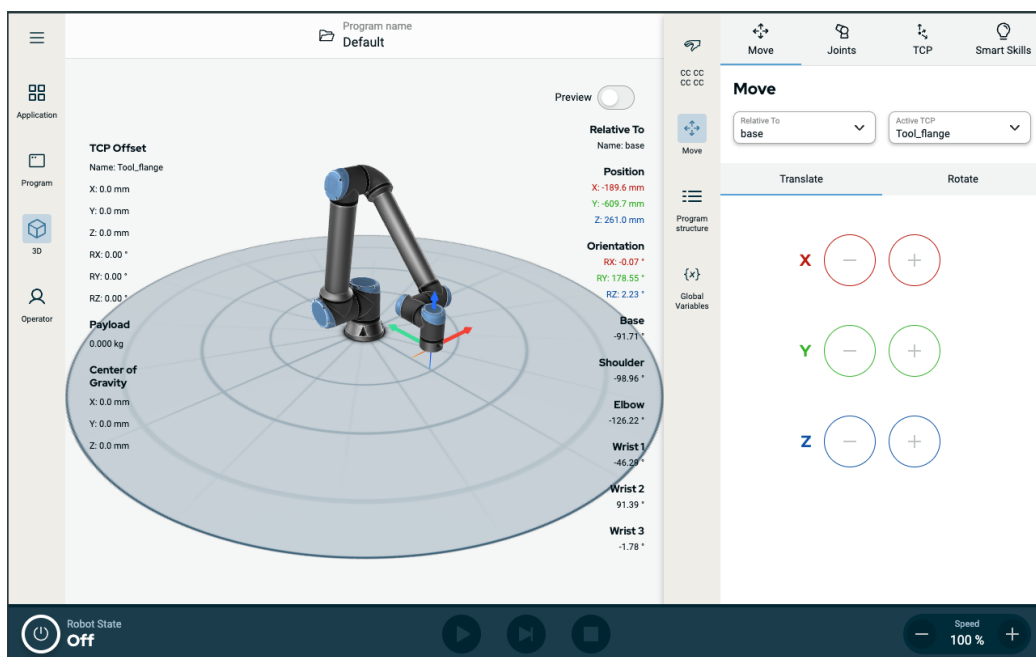 Program name
Default
Application
Program
3D
Operator
TCP Offset
Name: Tool_flange
X: 0.0 mm
Y: 0.0 mm
Z: 0.0 mm
RX: 0.00 °
RY: 0.00 °
RZ: 0.00 °
Payload
0.000 kg
Center of
Gravity
X: 0.0 mm
Y: 0.0 mm
Z: 0.0 mm
Preview
Relative To
Name: base
Position
X: -189.6 mm
Y: -609.7 mm
Z: 261.0 mm
Orientation
RX: -0.07 °
RY: 178.55 °
RZ: 2.23 °
Base
-91.71 °
Shoulder
-98.96 °
Elbow
-126.22 °
Wrist 1
-46.29 °
Wrist 2
91.39 °
Wrist 3
-1.78 °
CC CC
CC CC
Move
Program
structure
{x}
Global
Variables
Move
Joints
TCP
Smart Skills
Move
Relative To
base
Active TCP
Tool_flange
Translate
Rotate
X
Y
Z
Robot State
Off
Speed
100 %